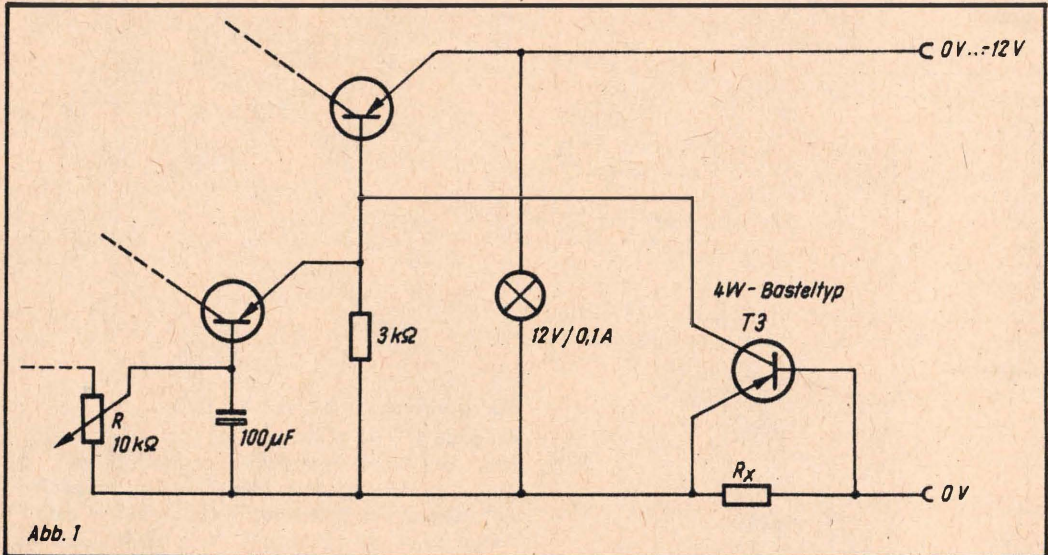 0V...-12V
4W-Basteltyp
T3
12V/0,1A
3kΩ
R
10kΩ
100µF
Rx
0V
Abb. 1